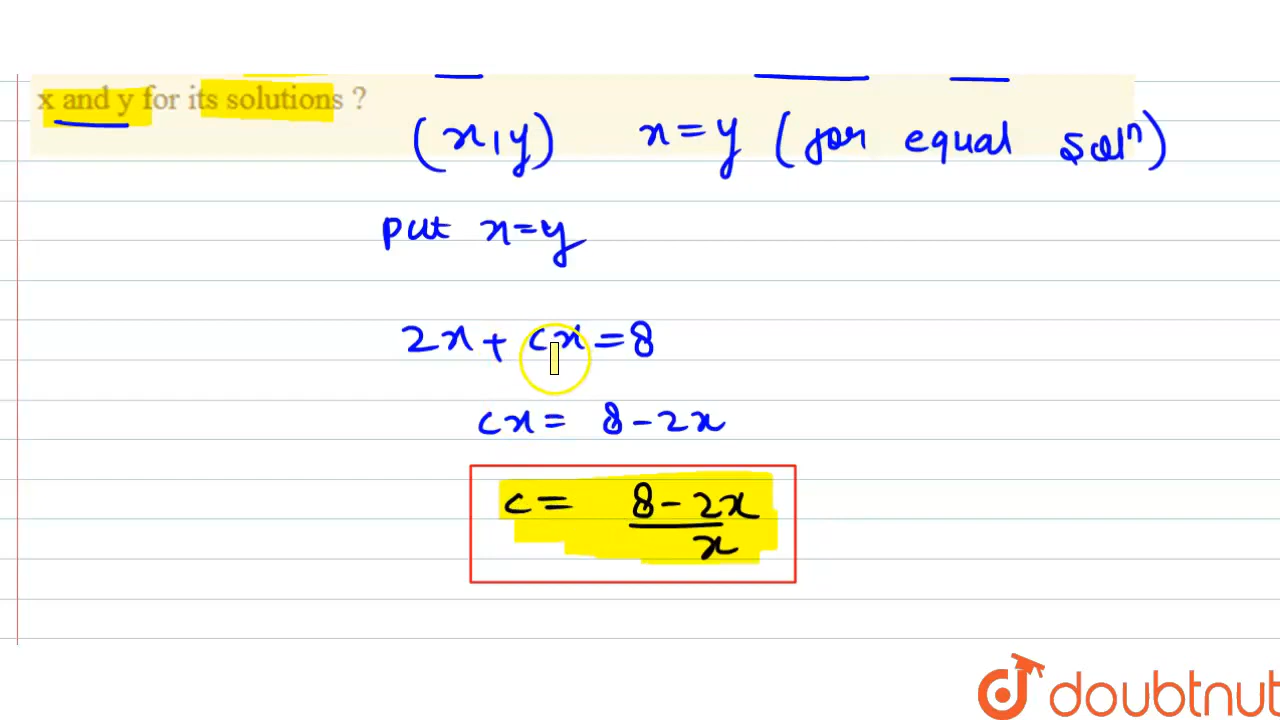 x and y for its solutions ?
(x,y) x=y (for equal solⁿ)
put x=y
2x + cx = 8
cx = 8-2x
c = 8-2x
x
doubtnut